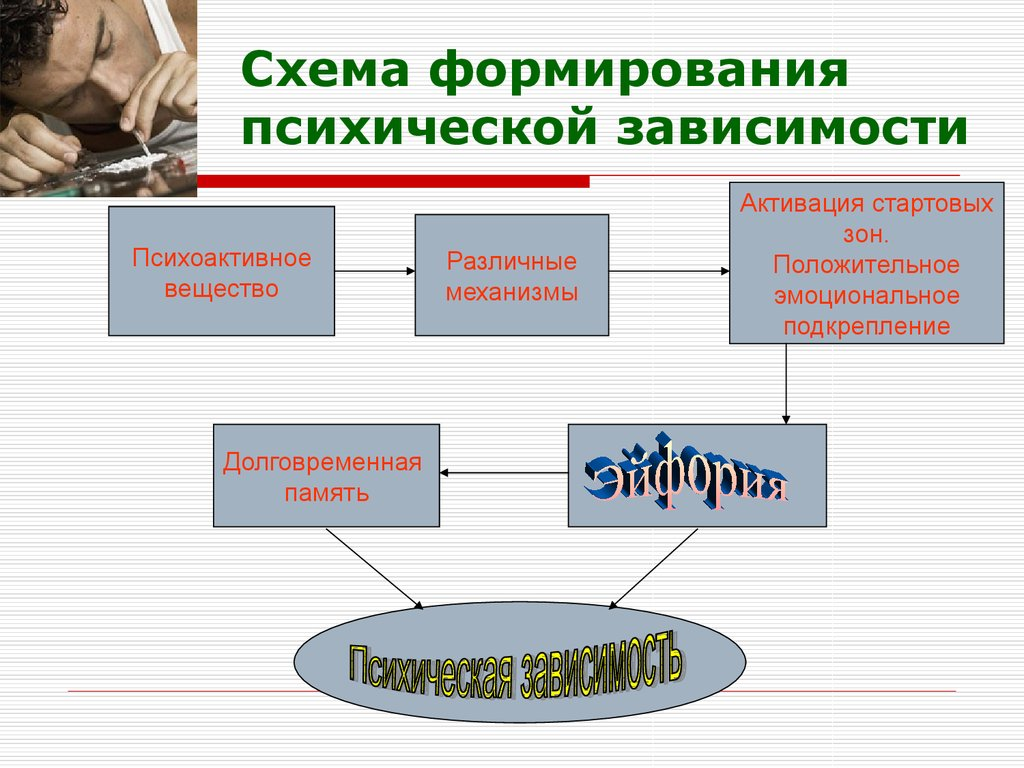 Схема формирования
психической зависимости
Психоактивное
вещество
Различные
механизмы
Активация стартовых
зон.
Положительное
эмоциональное
подкрепление
Долговременная
память
Эйфория
Психическая зависимость